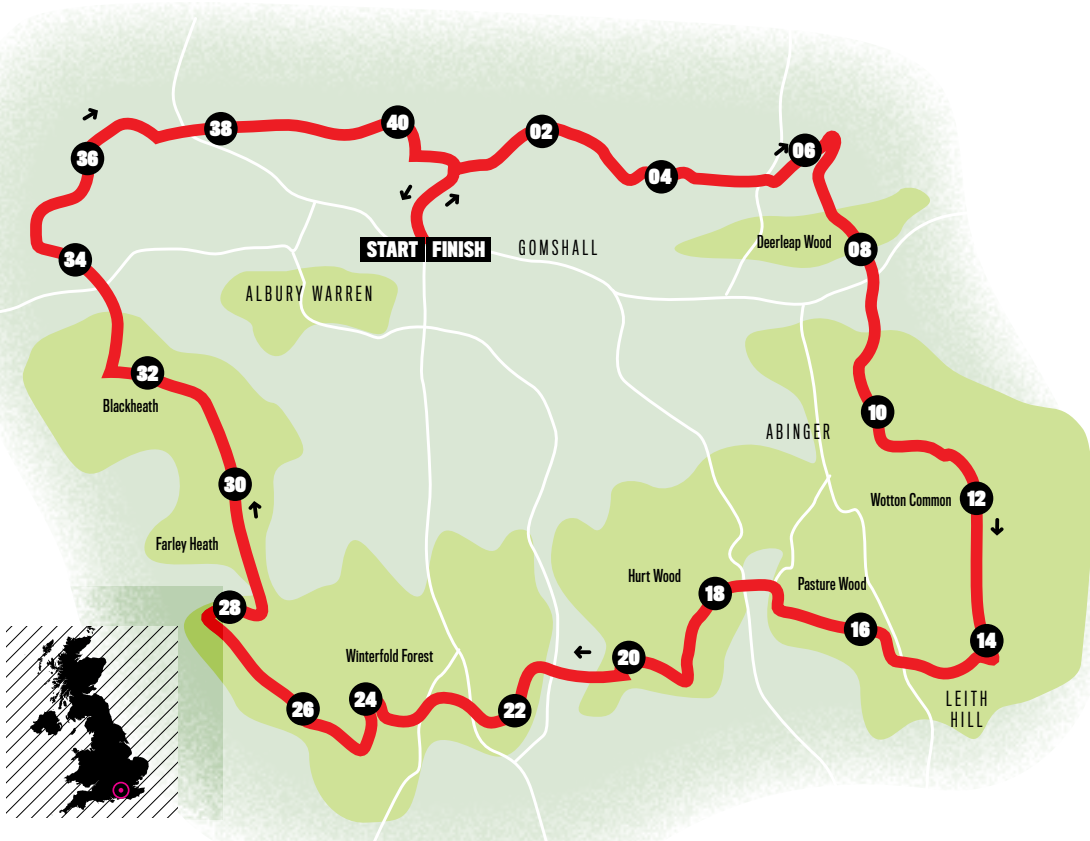 36
38
40
02
04
06
34
START FINISH
GOMSHALL
Deerleap Wood
08
ALBURY WARREN
32
Blackheath
10
ABINGER
30
Wotton Common
12
Farley Heath
Hurt Wood
18
Pasture Wood
28
16
14
Winterfold Forest
20
26
24
22
LEITH
HILL